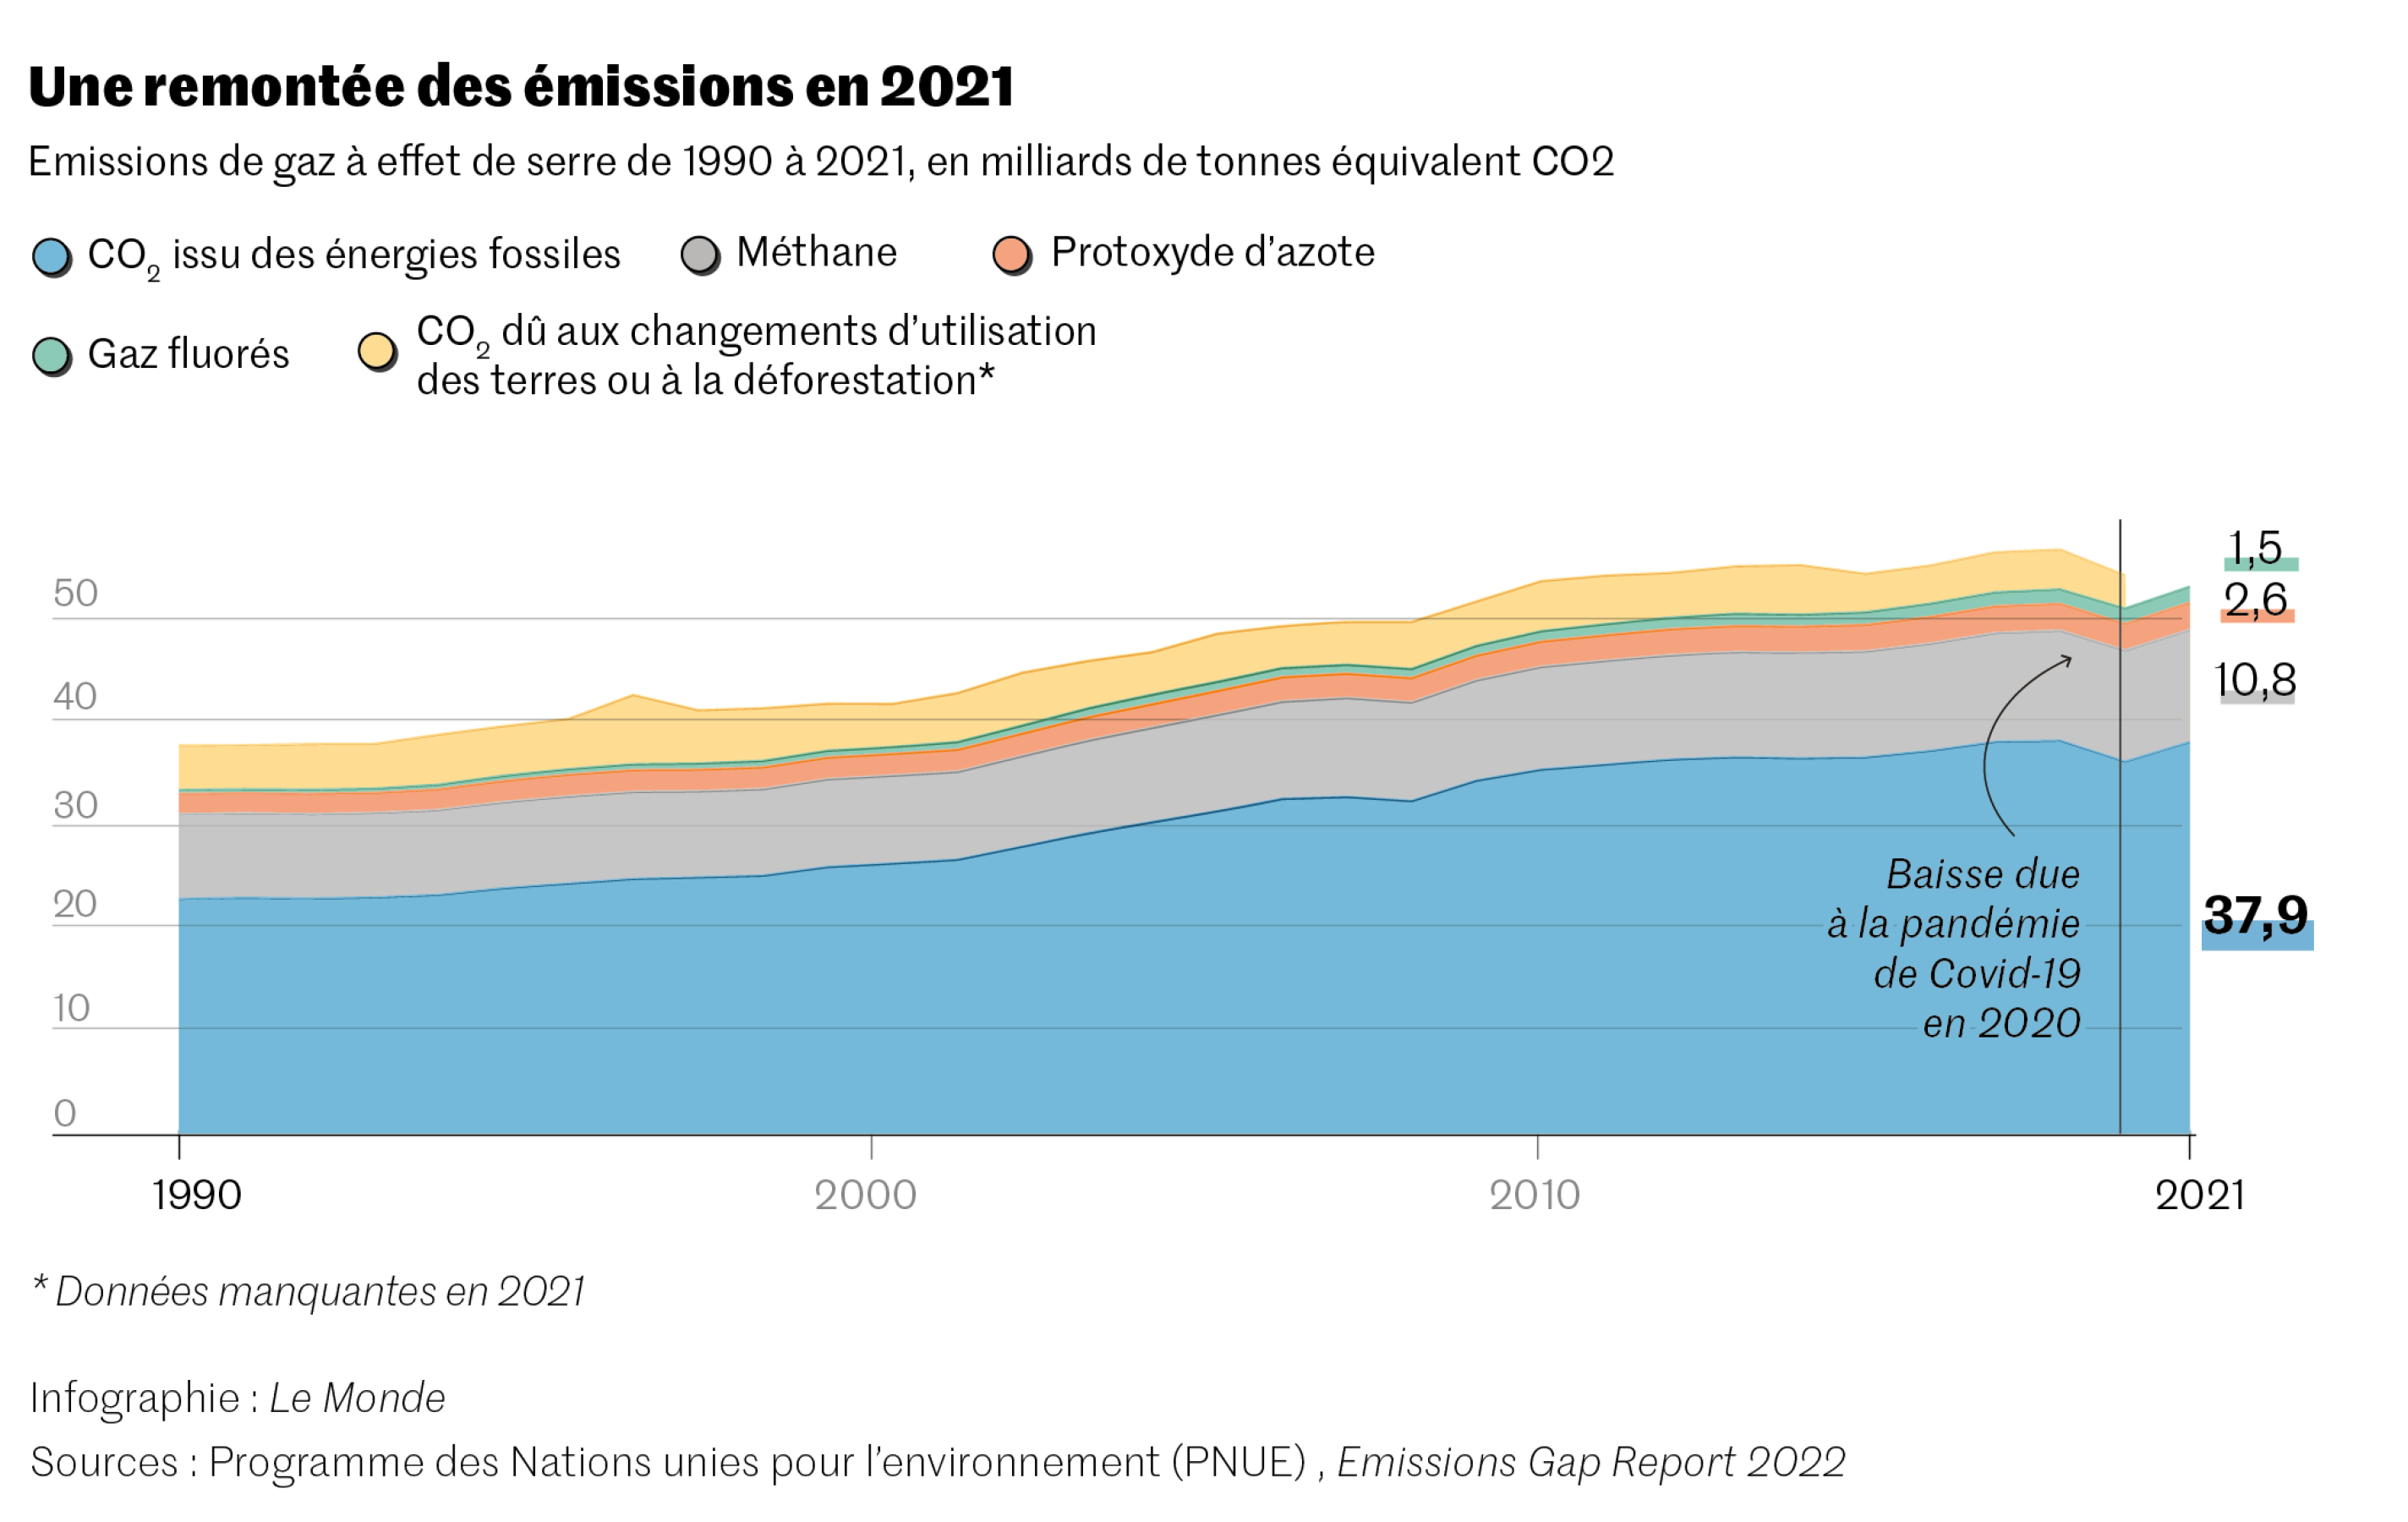 Une remontée des émissions en 2021
Emissions de gaz à effet de serre de 1990 à 2021, en milliards de tonnes équivalent CO2
CO₂ issu des énergies fossiles
Méthane
Protoxyde d’azote
Gaz fluorés
CO₂ dû aux changements d’utilisation
des terres ou à la déforestation*
50
40
30
20
10
0
1,5
2,6
10,8
37,9
Baisse due
à la pandémie
de Covid-19
en 2020
1990
2000
2010
2021
* Données manquantes en 2021
Infographie : Le Monde
Sources : Programme des Nations unies pour l’environnement (PNUE) , Emissions Gap Report 2022